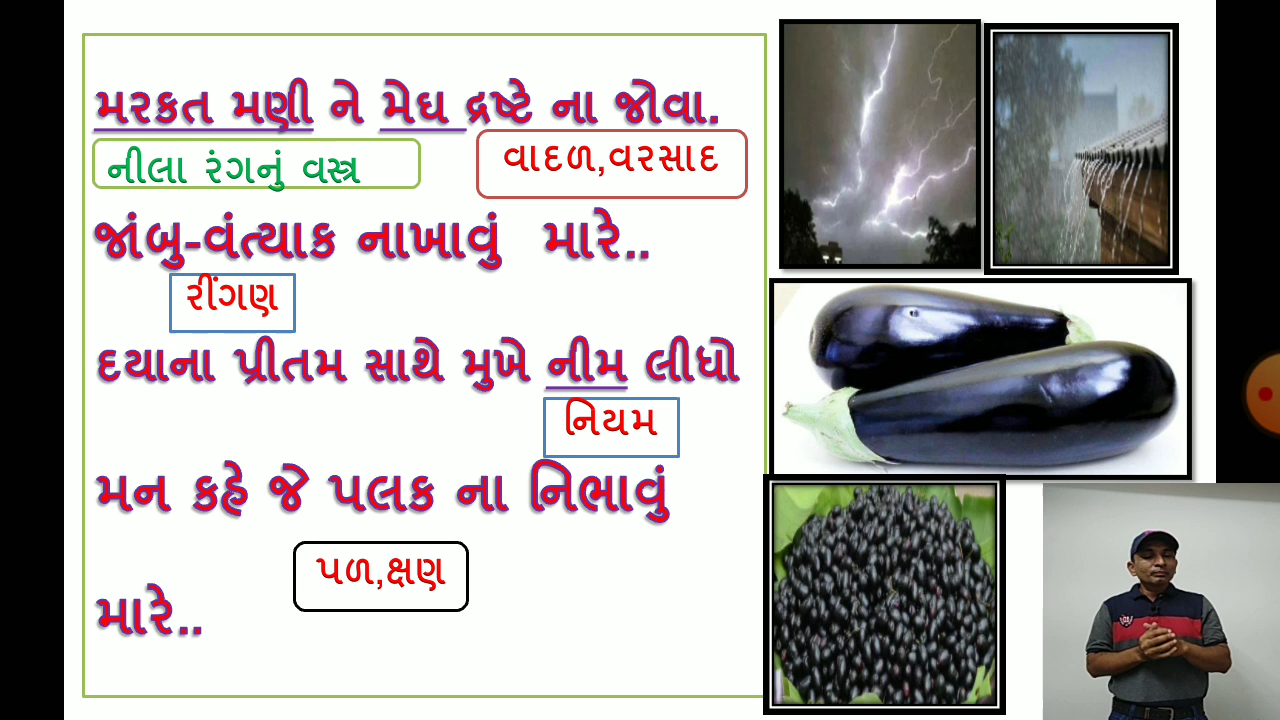 મરકત મણી ને મેઘ દ્રષ્ટે ના જોવા.
નીલા રંગનું વસ્ત્ર
વાદળ,વરસાદ
જાંબુ-વંત્યાક નાખાવું મારે..
રીંગણ
દયાના પ્રીતમ સાથે મુખે નીમ લીધો
નિયમ
મન કહે જે પલક ના નિભાવું
પળ,ક્ષણ
મારે..